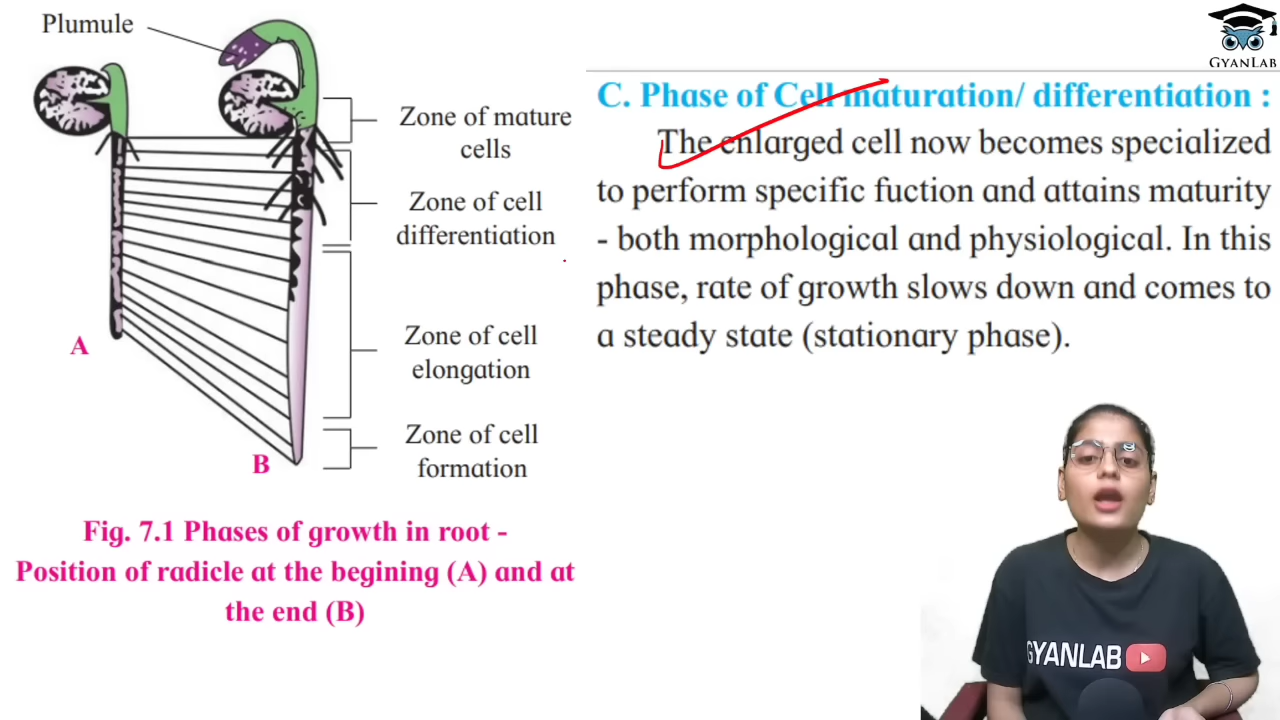 Plumule
Zone of mature
cells
Zone of cell
differentiation
Zone of cell
elongation
Zone of cell
formation
A
B
Fig. 7.1 Phases of growth in root -
Position of radicle at the begining (A) and at
the end (B)
GYANLAB
C. Phase of Cell maturation/ differentiation :
The enlarged cell now becomes specialized
to perform specific fuction and attains maturity
- both morphological and physiological. In this
phase, rate of growth slows down and comes to
a steady state (stationary phase).
GYANLAB